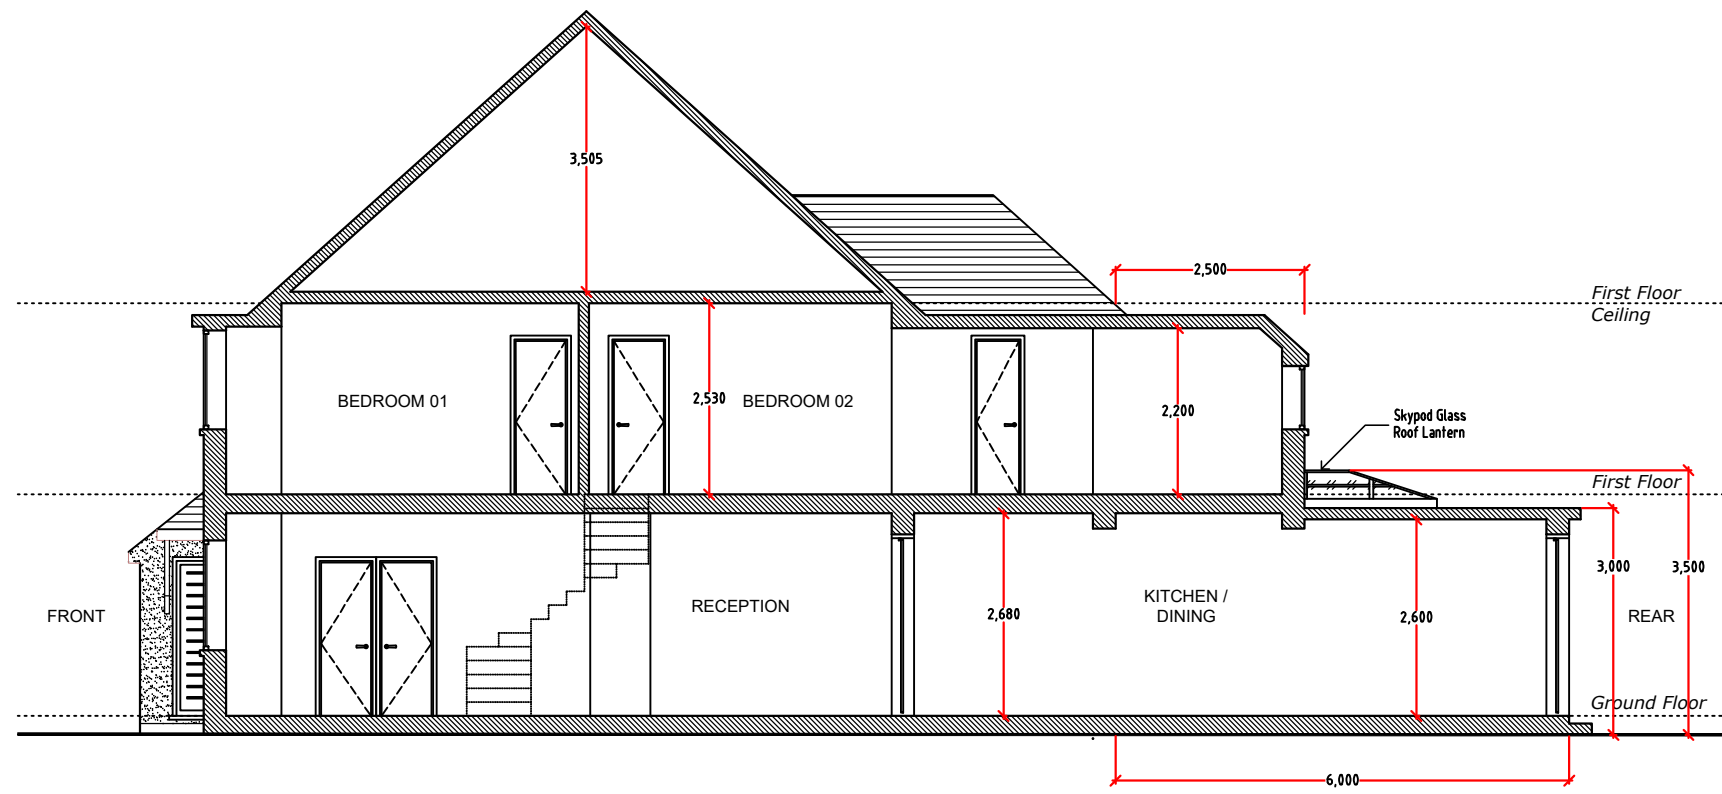 3,505
2,500
First Floor
Ceiling
BEDROOM 01
2,530
BEDROOM 02
2,200
Skypod Glass
Roof Lantern
First Floor
3,000
3,500
FRONT
RECEPTION
2,680
KITCHEN /
DINING
2,600
REAR
Ground Floor
6,000